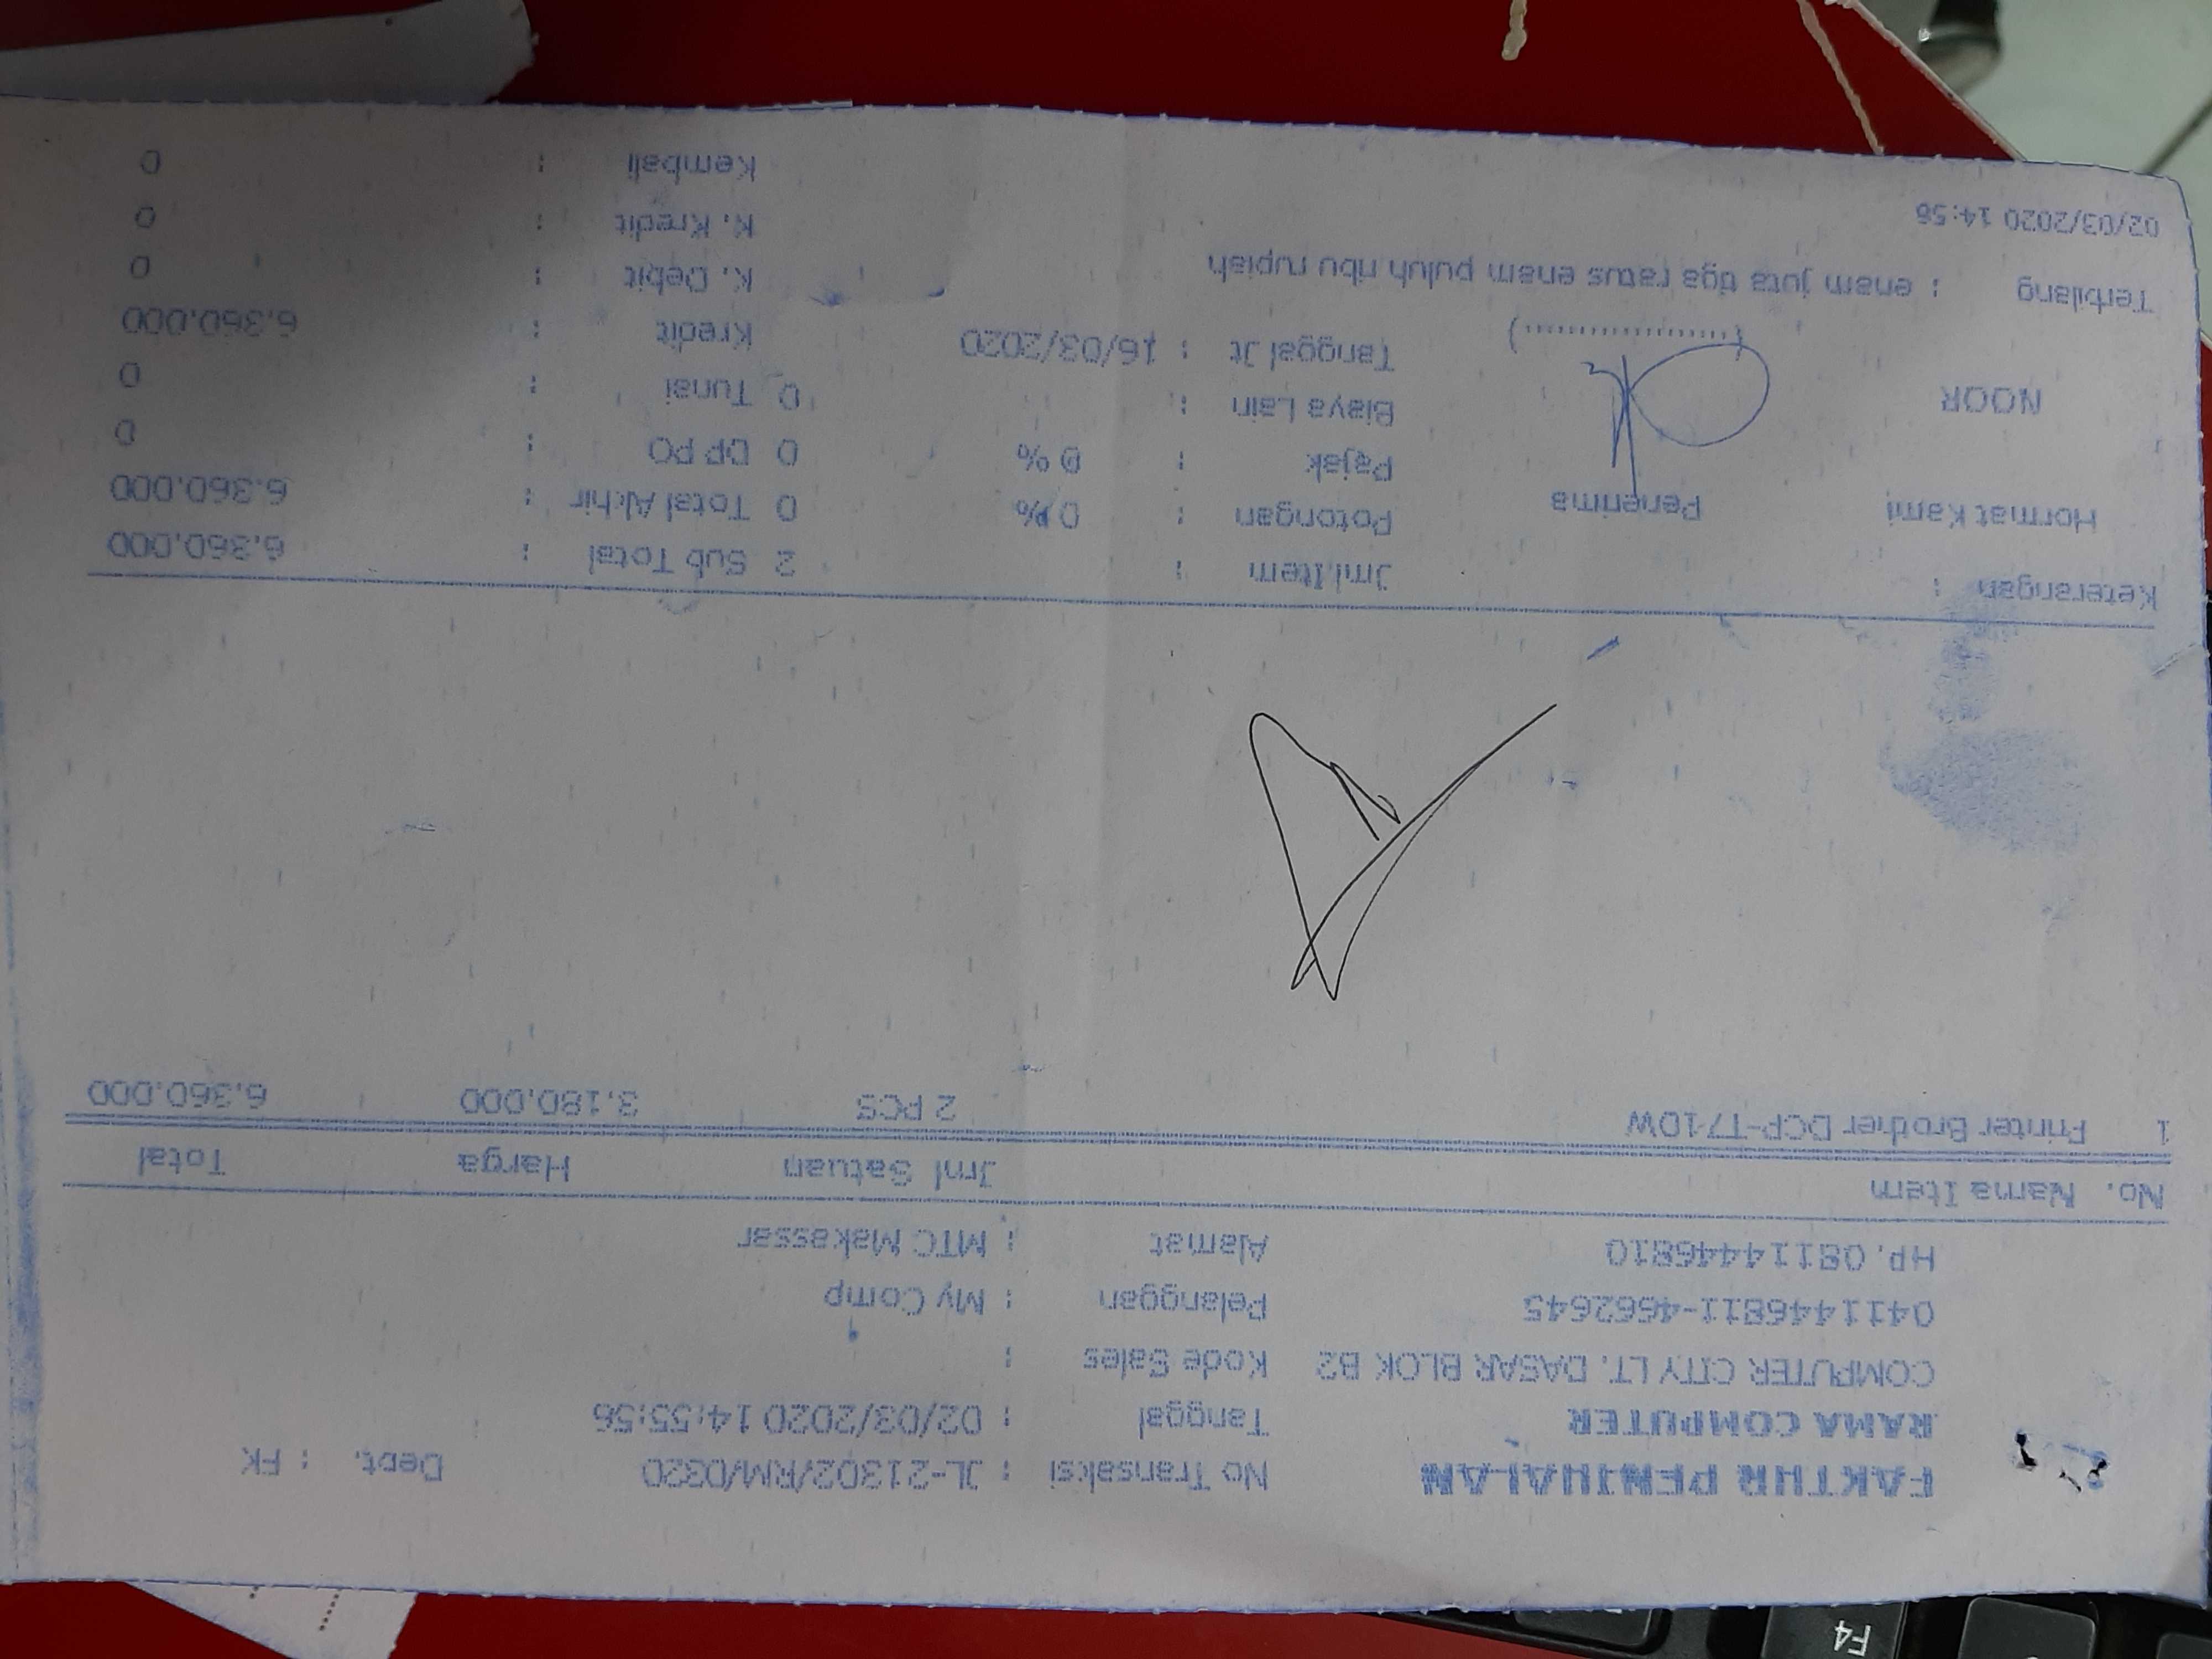 FAKTUR PENJUALAN No Transaksi : JL-21302/RM/0320 Dept. : FK
RAMA COMPUTER Tanggal : 02/03/2020 14:55:56
COMPUTER CITY LT. DASAR BLOK B2 Kode Sales :
0411446811-4662645 Pelanggan : My Comp
HP. 08114446810 Alamat : MTC Makassar
No. Nama Item Jml Satuan Harga Total
1 Printer Brother DCP-T710W 2 PCS 3.180.000 6.360.000
Keterangan : Jml.Item : 2 Sub Total : 6.360.000
Hormat Kami Penerima Potongan : 0 % 0 Total Akhir : 6.360.000
Pajak : 0 % 0 DP PO : 0
NOOR (..................) Biaya Lain : 0 Tunai : 0
Tanggal Jt : 16/03/2020 Kredit : 6.360.000
Terbilang : enam juta tiga ratus enam puluh ribu rupiah K. Debit : 0
02/03/2020 14:56 K. Kredit : 0
Kembali : 0
F4